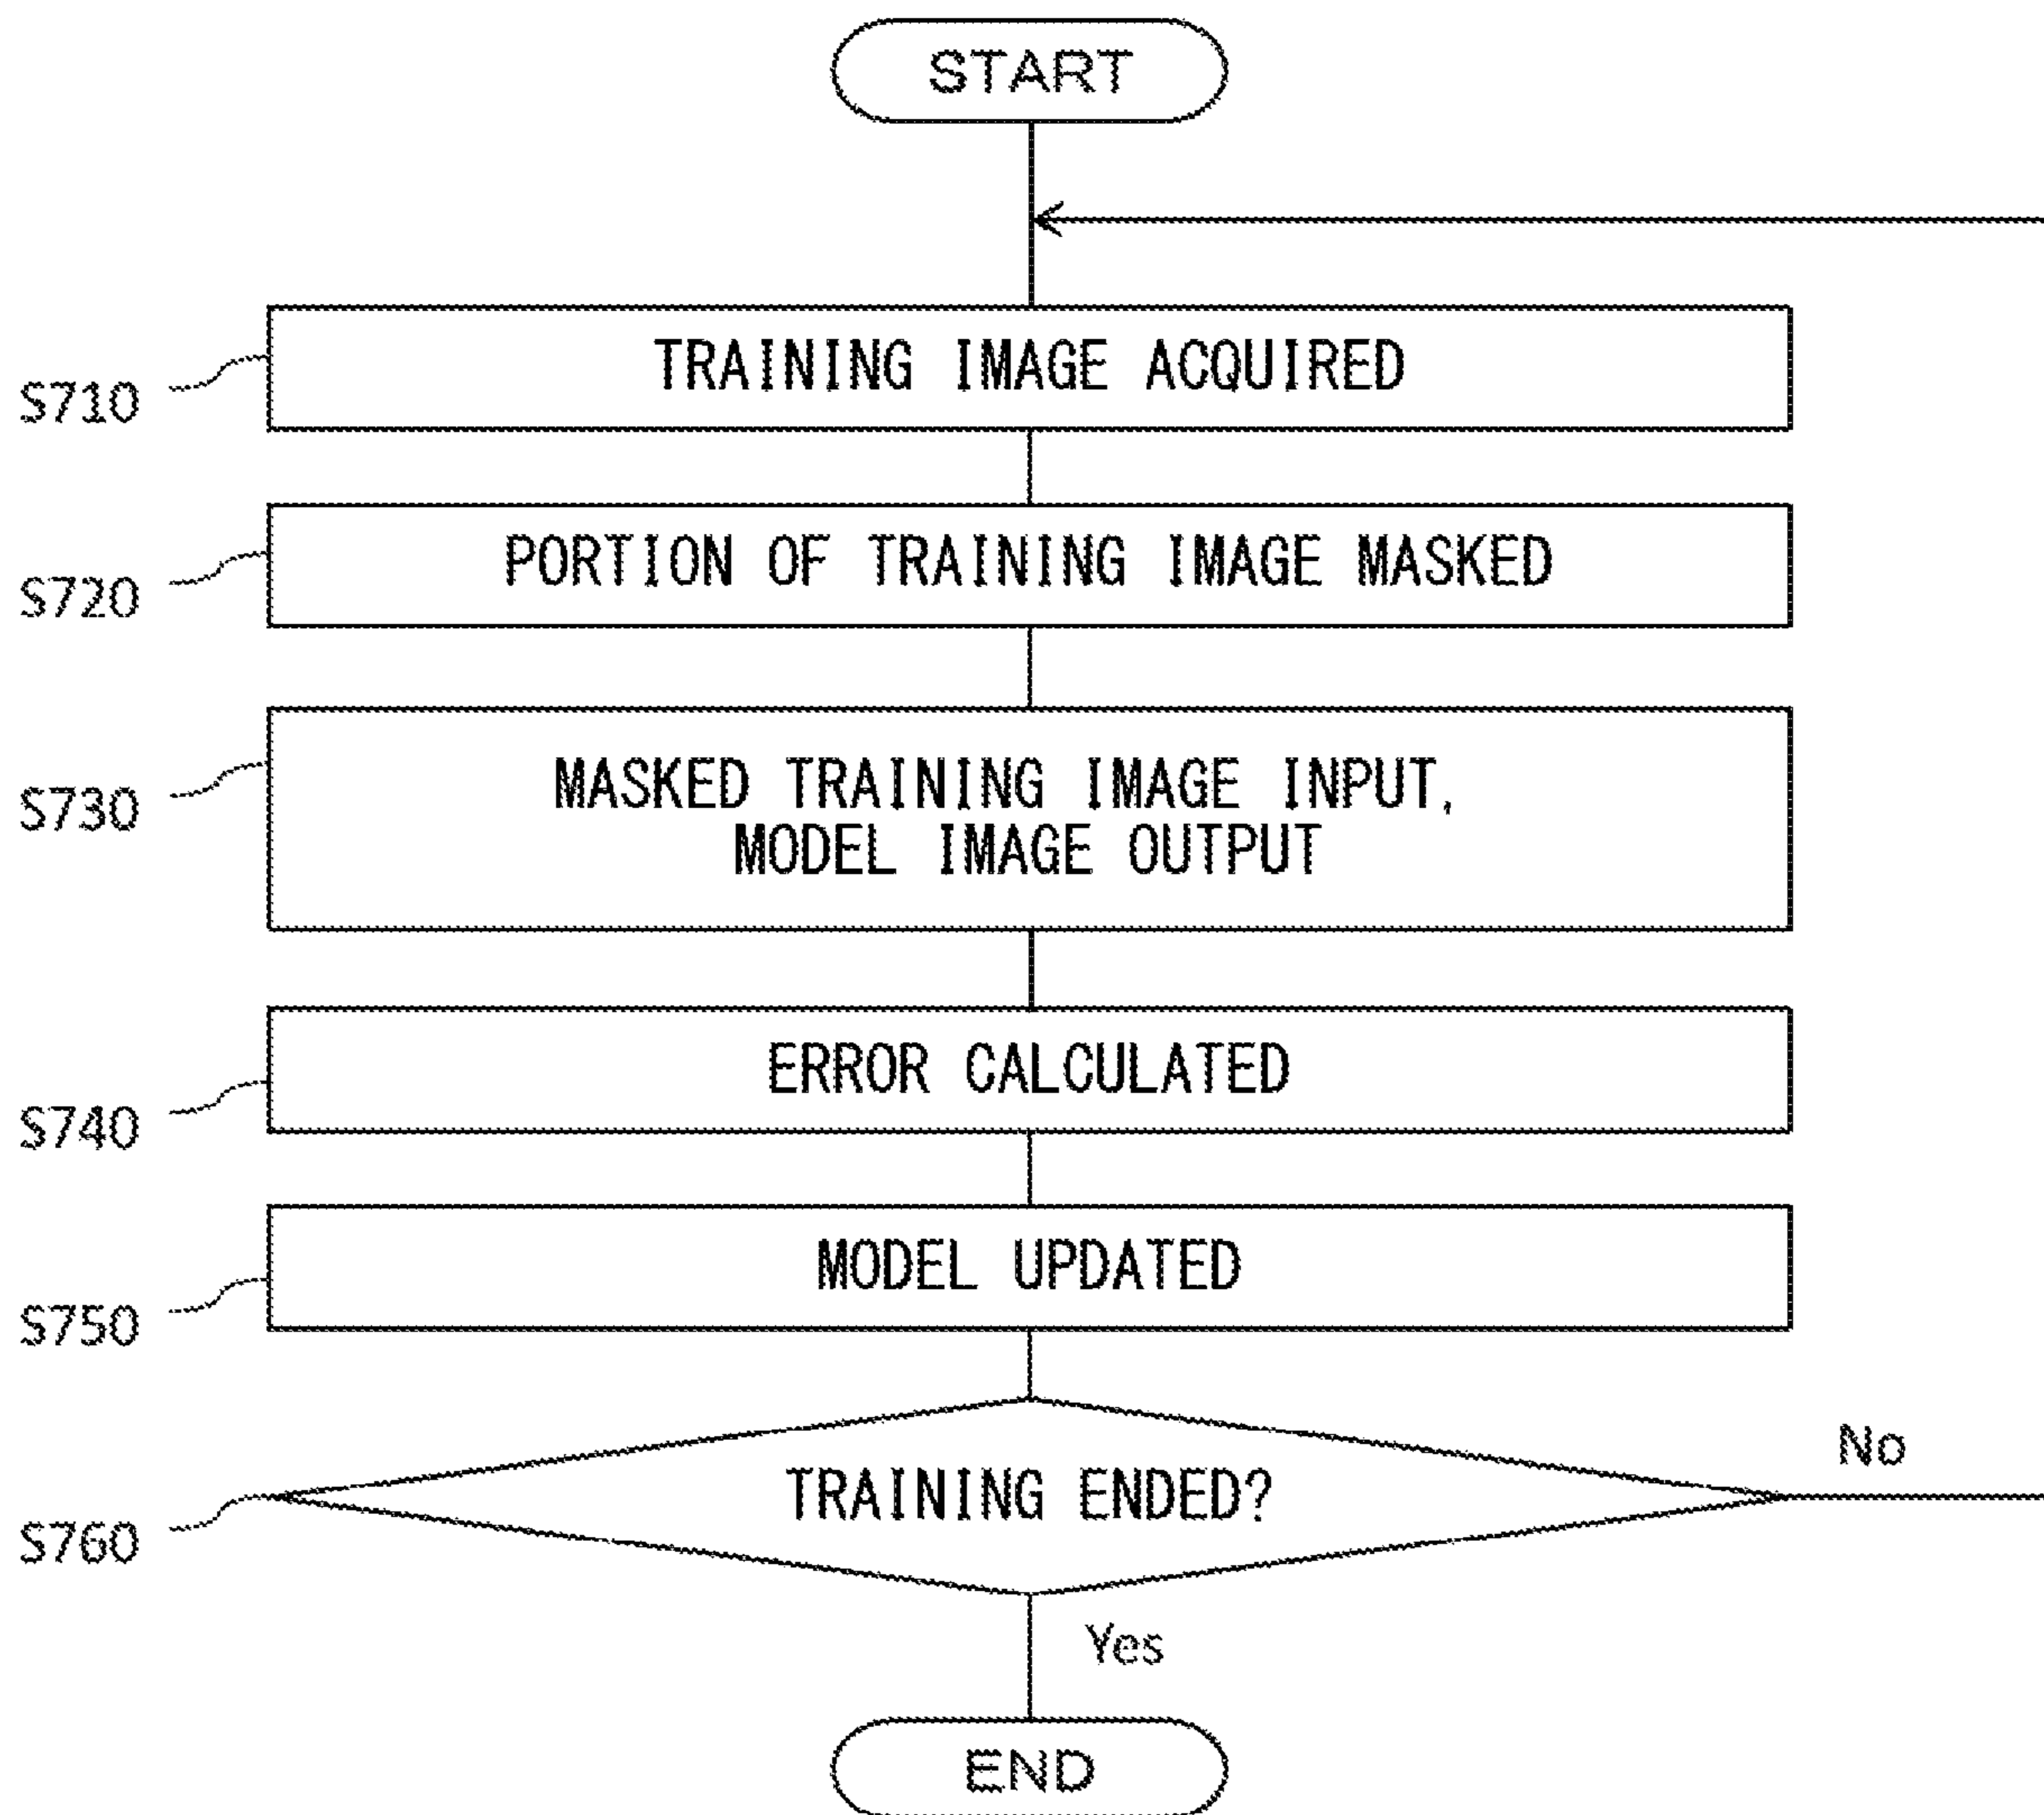 START
S710
TRAINING IMAGE ACQUIRED
S720
PORTION OF TRAINING IMAGE MASKED
S730
MASKED TRAINING IMAGE INPUT,
MODEL IMAGE OUTPUT
S740
ERROR CALCULATED
S750
MODEL UPDATED
S760
TRAINING ENDED?
No
Yes
END